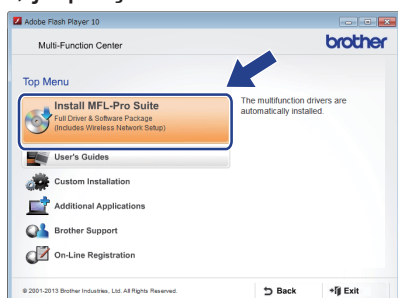 Adobe Flash Player 10
Multi-Function Center
brother
Top Menu
Install MFL-Pro Suite
Full Driver & Software Package
(Includes Wireless Network Setup)
The multifunction drivers are
automatically installed.
User's Guides
Custom Installation
Additional Applications
Brother Support
On-Line Registration
© 2001-2013 Brother Industries, Ltd. All Rights Reserved.
Back
Exit